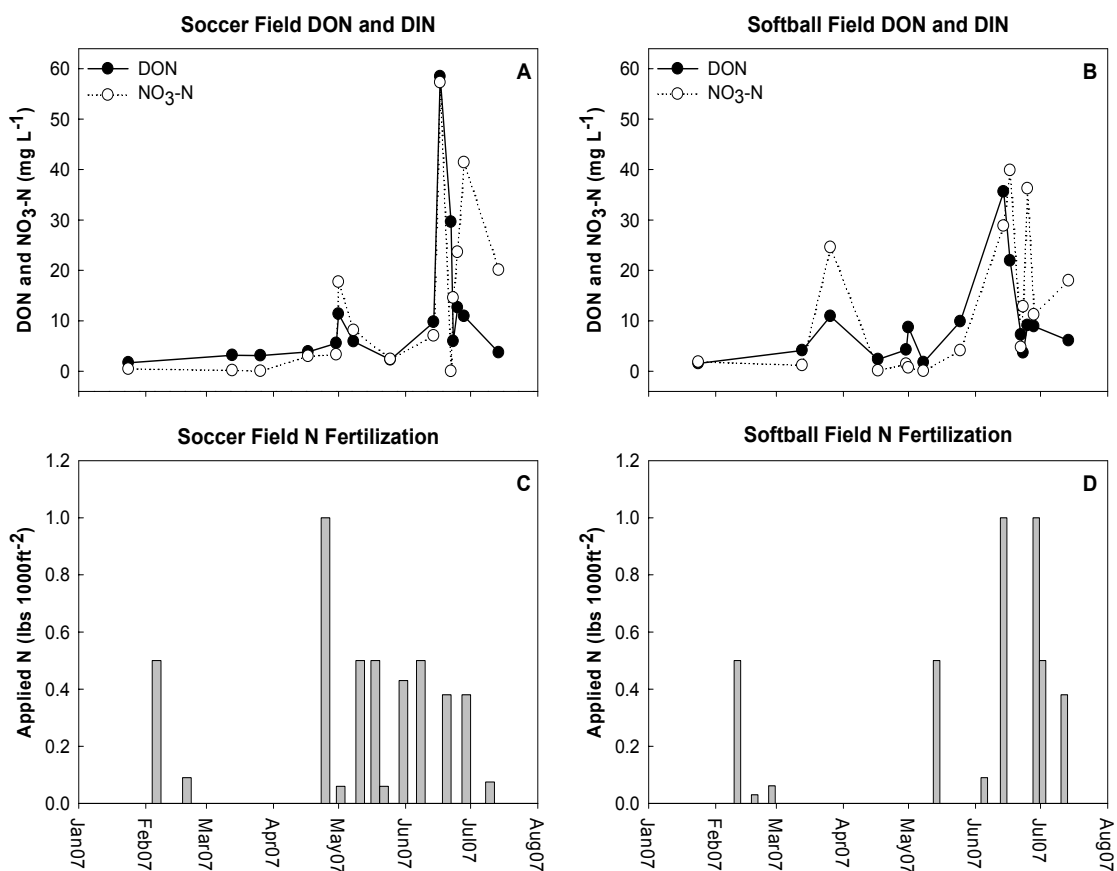 Soccer Field DON and DIN
DON and NO3-N (mg L-1)
60
50
40
30
20
10
0
DON
NO3-N
A
Softball Field DON and DIN
DON and NO3-N (mg L-1)
60
50
40
30
20
10
0
DON
NO3-N
B
Soccer Field N Fertilization
Applied N (lbs 1000ft-2)
1.2
1.0
0.8
0.6
0.4
0.2
0.0
C
Jan07
Feb07
Mar07
Apr07
May07
Jun07
Jul07
Aug07
Softball Field N Fertilization
Applied N (lbs 1000ft-2)
1.2
1.0
0.8
0.6
0.4
0.2
0.0
D
Jan07
Feb07
Mar07
Apr07
May07
Jun07
Jul07
Aug07